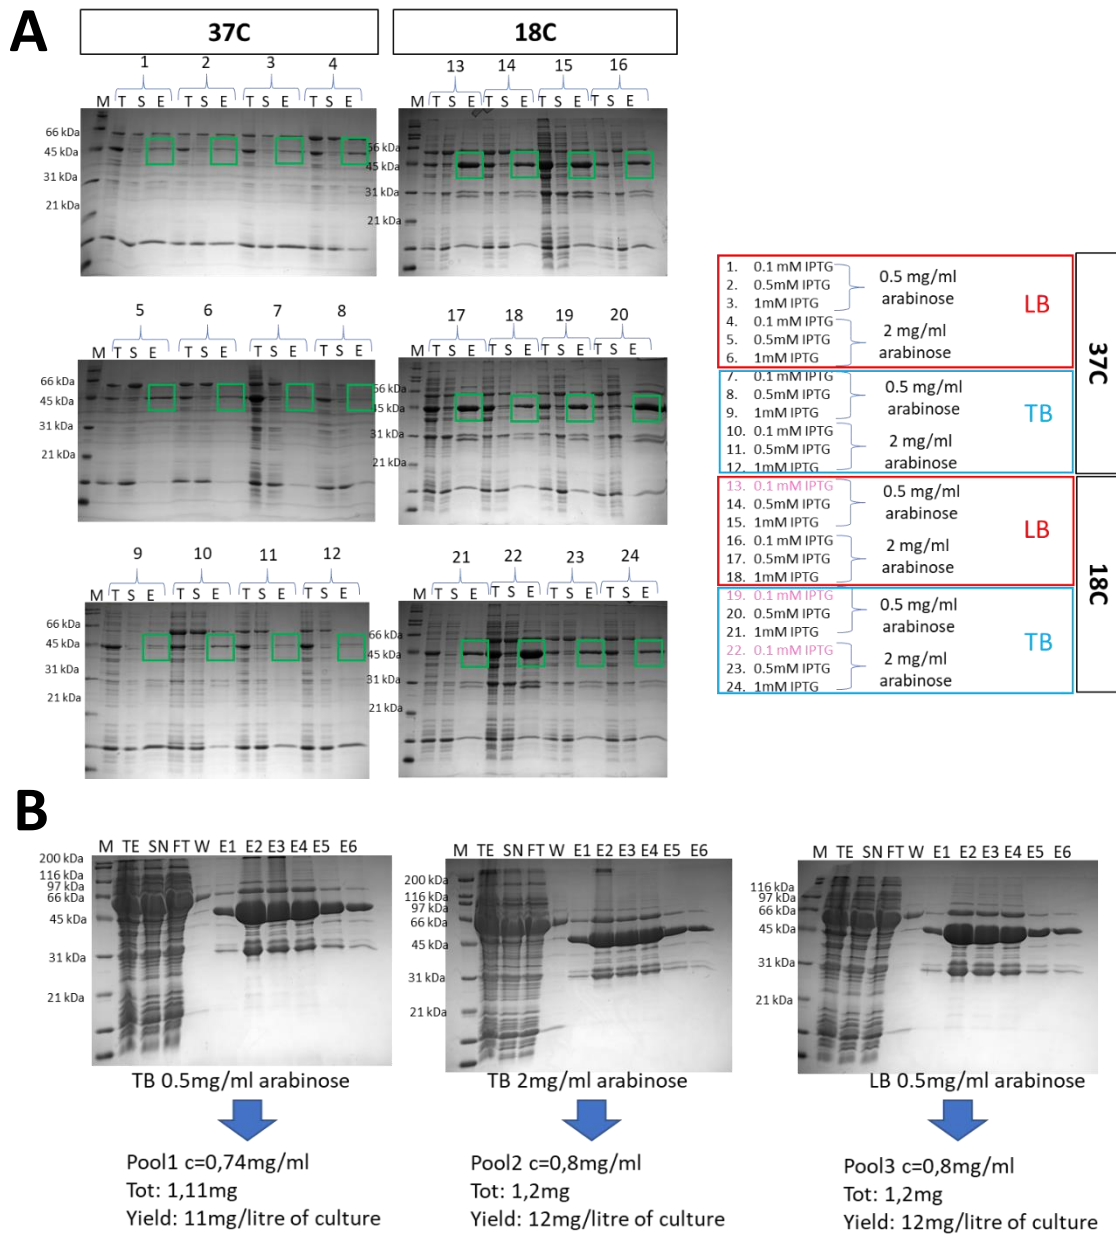 A
37C
18C
1 2 3 4
M T S E T S E T S E T S E
66 kDa
45 kDa
31 kDa
21 kDa
13 14 15 16
M T S E T S E T S E T S E
66 kDa
45 kDa
31 kDa
21 kDa
5 6 7 8
M T S E T S E T S E T S E
66 kDa
45 kDa
31 kDa
21 kDa
17 18 19 20
M T S E T S E T S E T S E
66 kDa
45 kDa
31 kDa
21 kDa
9 10 11 12
M T S E T S E T S E T S E
66 kDa
45 kDa
31 kDa
21 kDa
21 22 23 24
M T S E T S E T S E T S E
66 kDa
45 kDa
31 kDa
21 kDa
1. 0.1 mM IPTG
2. 0.5mM IPTG
3. 1mM IPTG
0.5 mg/ml
arabinose
4. 0.1 mM IPTG
5. 0.5mM IPTG
6. 1mM IPTG
2 mg/ml
arabinose
LB
7. 0.1 mM IPTG
8. 0.5mM IPTG
9. 1mM IPTG
0.5 mg/ml
arabinose
10. 0.1 mM IPTG
11. 0.5mM IPTG
12. 1mM IPTG
2 mg/ml
arabinose
TB
37C
13. 0.1 mM IPTG
14. 0.5mM IPTG
15. 1mM IPTG
0.5 mg/ml
arabinose
16. 0.1 mM IPTG
17. 0.5mM IPTG
18. 1mM IPTG
2 mg/ml
arabinose
LB
19. 0.1 mM IPTG
20. 0.5mM IPTG
21. 1mM IPTG
0.5 mg/ml
arabinose
22. 0.1 mM IPTG
23. 0.5mM IPTG
24. 1mM IPTG
2 mg/ml
arabinose
TB
18C
B
M TE SN FT W E1 E2 E3 E4 E5 E6
200 kDa
116 kDa
97 kDa
66 kDa
45 kDa
31 kDa
21 kDa
TB 0.5mg/ml arabinose
Pool1 c=0,74mg/ml
Tot: 1,11mg
Yield: 11mg/litre of culture
M TE SN FT W E1 E2 E3 E4 E5 E6
200 kDa
116 kDa
97 kDa
66 kDa
45 kDa
31 kDa
21 kDa
TB 2mg/ml arabinose
Pool2 c=0,8mg/ml
Tot: 1,2mg
Yield: 12mg/litre of culture
M TE SN FT W E1 E2 E3 E4 E5 E6
116 kDa
97 kDa
66 kDa
45 kDa
31 kDa
21 kDa
LB 0.5mg/ml arabinose
Pool3 c=0,8mg/ml
Tot: 1,2mg
Yield: 12mg/litre of culture